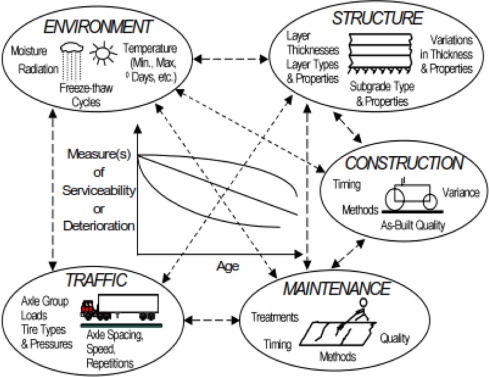 ENVIRONMENT
Moisture
Radiation
Temperature
(Min., Max,
◊ Days, etc.)
Freeze-thaw
Cycles
STRUCTURE
Layer
Thicknesses
Layer Types
& Properties
Variations
in Thickness
& Properties
Subgrade Type
& Properties
Measure(s)
of
Serviceability
or
Deterioration
Age
CONSTRUCTION
Timing
Methods
Variance
As-Built Quality
TRAFFIC
Axle Group
Loads
Tire Types
& Pressures
Axle Spacing,
Speed,
Repetitions
MAINTENANCE
Treatments
Timing
Methods
Quality